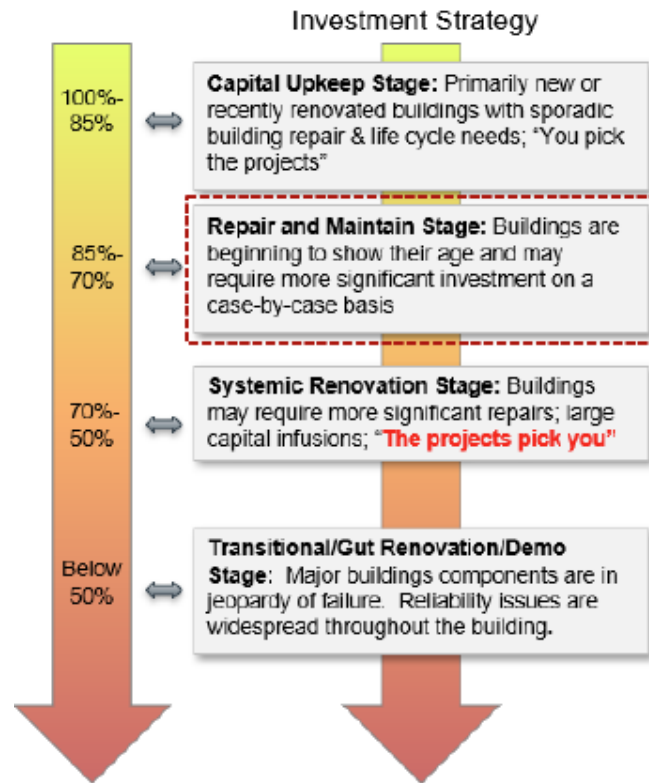 Investment Strategy
100%-
85%
Capital Upkeep Stage: Primarily new or
recently renovated buildings with sporadic
building repair & life cycle needs; "You pick
the projects"
85%-
70%
Repair and Maintain Stage: Buildings are
beginning to show their age and may
require more significant investment on a
case-by-case basis
70%-
50%
Systemic Renovation Stage: Buildings
may require more significant repairs; large
capital infusions; "The projects pick you"
Below
50%
Transitional/Gut Renovation/Demo
Stage: Major buildings components are in
jeopardy of failure. Reliability issues are
widespread throughout the building.